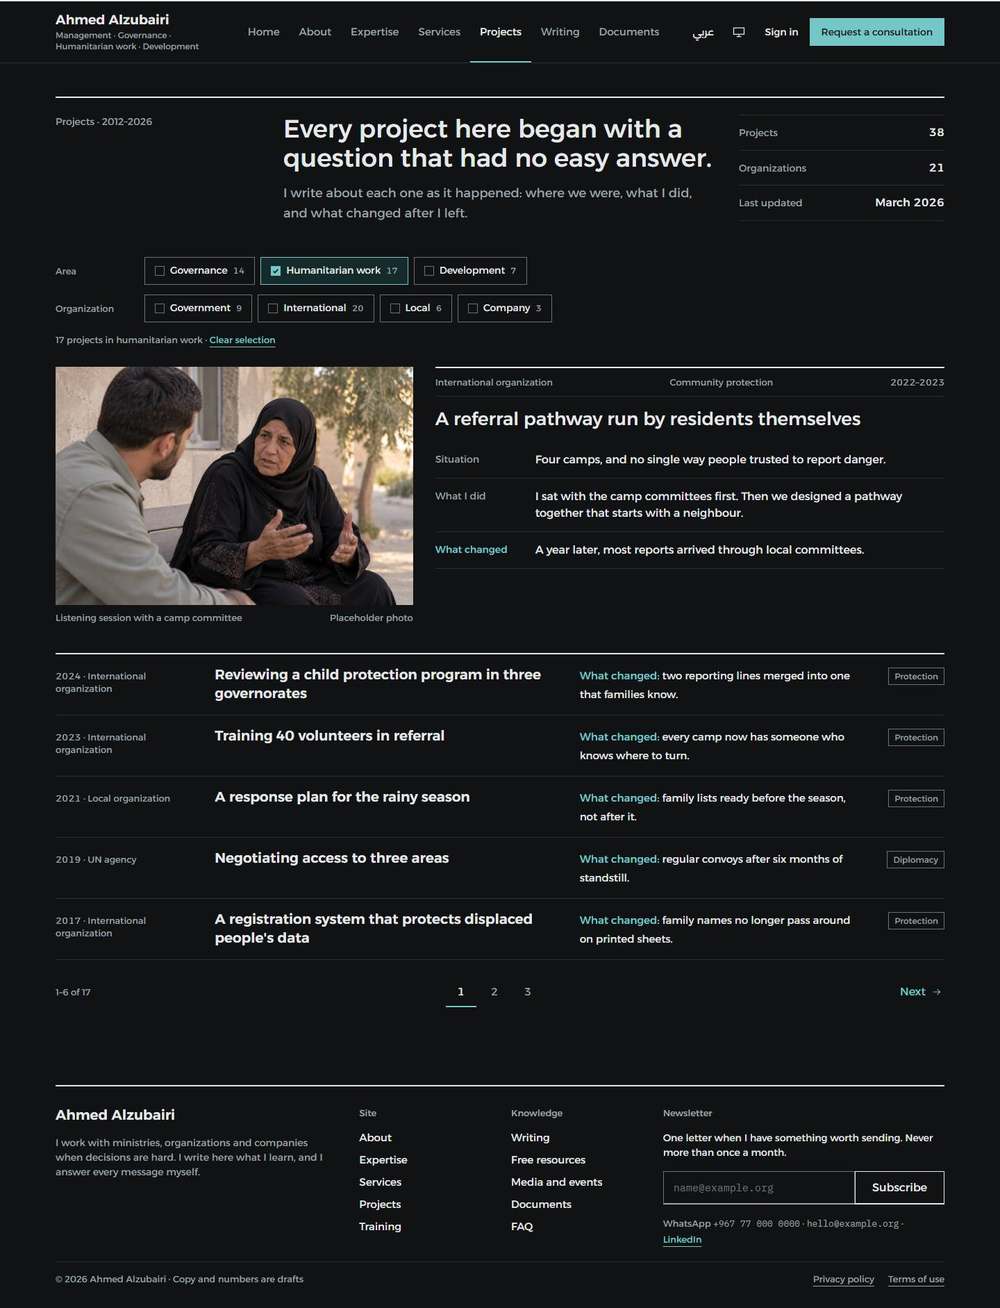 Ahmed Alzubairi
Management · Governance ·
Humanitarian work · Development
Home About Expertise Services Projects Writing Documents عربي Sign in Request a consultation
Projects · 2012–2026
Every project here began with a
question that had no easy answer.
I write about each one as it happened: where we were, what I did,
and what changed after I left.
Projects 38
Organizations 21
Last updated March 2026
Area Governance 14 Humanitarian work 17 Development 7
Organization Government 9 International 20 Local 6 Company 3
17 projects in humanitarian work · Clear selection
International organization Community protection 2022–2023
A referral pathway run by residents themselves
Situation Four camps, and no single way people trusted to report danger.
What I did I sat with the camp committees first. Then we designed a pathway
together that starts with a neighbour.
What changed A year later, most reports arrived through local committees.
Listening session with a camp committee Placeholder photo
2024 · International
organization
Reviewing a child protection program in three
governorates
What changed: two reporting lines merged into one
that families know.
Protection
2023 · International
organization
Training 40 volunteers in referral
What changed: every camp now has someone who
knows where to turn.
Protection
2021 · Local organization
A response plan for the rainy season
What changed: family lists ready before the season,
not after it.
Protection
2019 · UN agency
Negotiating access to three areas
What changed: regular convoys after six months of
standstill.
Diplomacy
2017 · International
organization
A registration system that protects displaced
people's data
What changed: family names no longer pass around
on printed sheets.
Protection
1–6 of 17 1 2 3 Next →
Ahmed Alzubairi
I work with ministries, organizations and companies
when decisions are hard. I write here what I learn, and I
answer every message myself.
Site
About
Expertise
Services
Projects
Training
Knowledge
Writing
Free resources
Media and events
Documents
FAQ
Newsletter
One letter when I have something worth sending. Never
more than once a month.
name@example.org Subscribe
WhatsApp +967 77 000 0000 · hello@example.org ·
LinkedIn
© 2026 Ahmed Alzubairi · Copy and numbers are drafts Privacy policy Terms of use